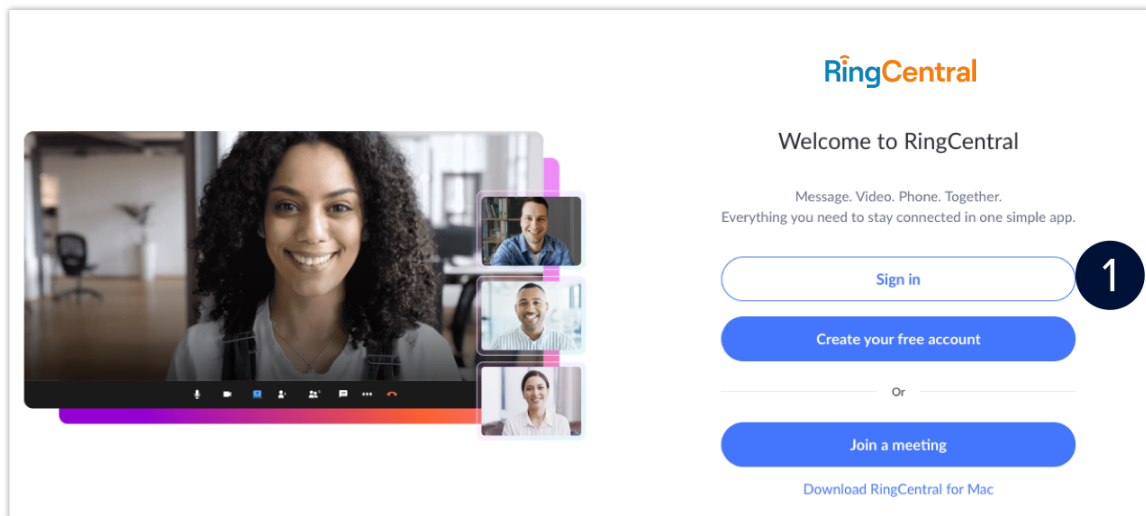 RingCentral
Welcome to RingCentral
Message. Video. Phone. Together.
Everything you need to stay connected in one simple app.
Sign in
1
Create your free account
Or
Join a meeting
Download RingCentral for Mac